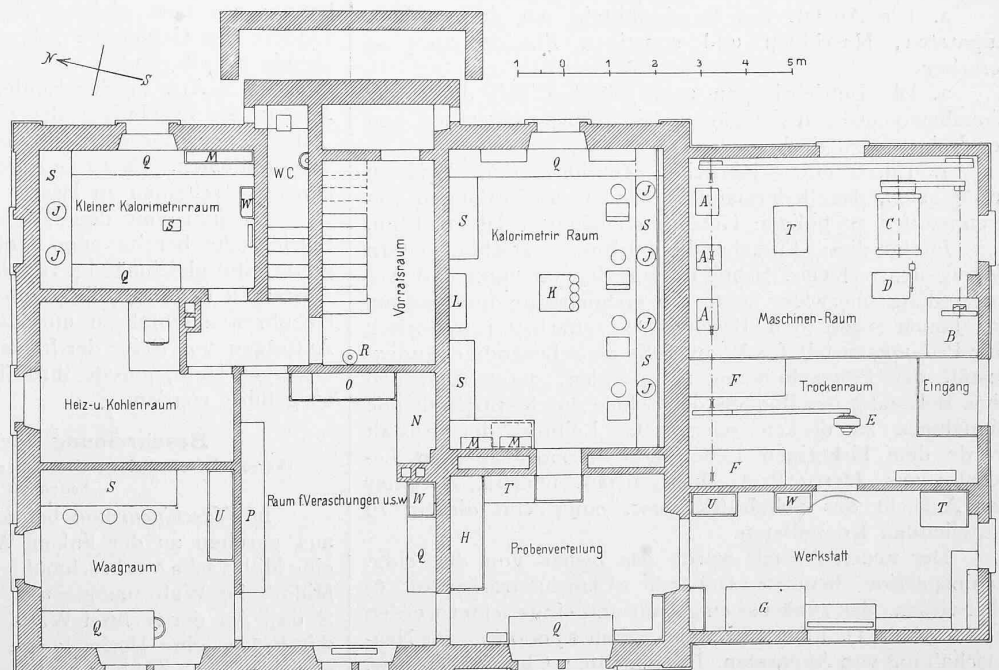 N
S
1 0 1 2 3 4 5 m
Q M
S
WC
Kleiner Kalorimetrirraum
W
J
S
J
Q
Vorratsraum
R
Q
Kalorimetrir Raum
S
J
S
J
L
K
J
S
S
J
M M
A
T
C
A
D
A
Maschinen-Raum
B
F
Trockenraum
Eingang
E
F
Heiz-u. Kohlenraum
O
N
S
U
P
Raum f. Veraschungen u.s.w
W
Waagraum
Q
Q
T
H
Probenverteilung
Q
U
W
T
Werkstatt
G